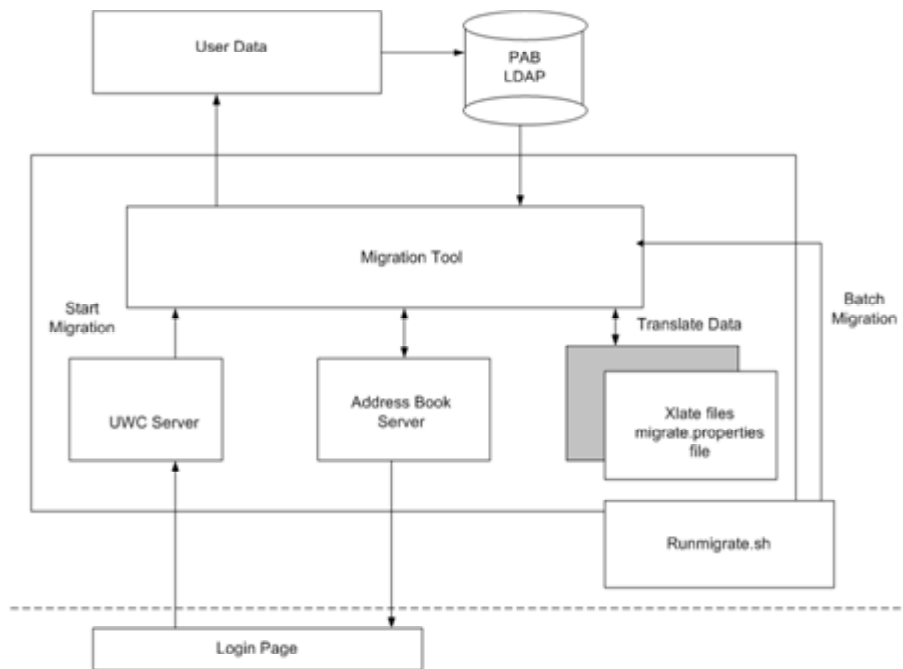 User Data
PAB
LDAP
Migration Tool
Start
Migration
Batch
Migration
Translate Data
UWC Server
Address Book
Server
Xlate files
migrate.properties
file
Runmigrate.sh
Login Page